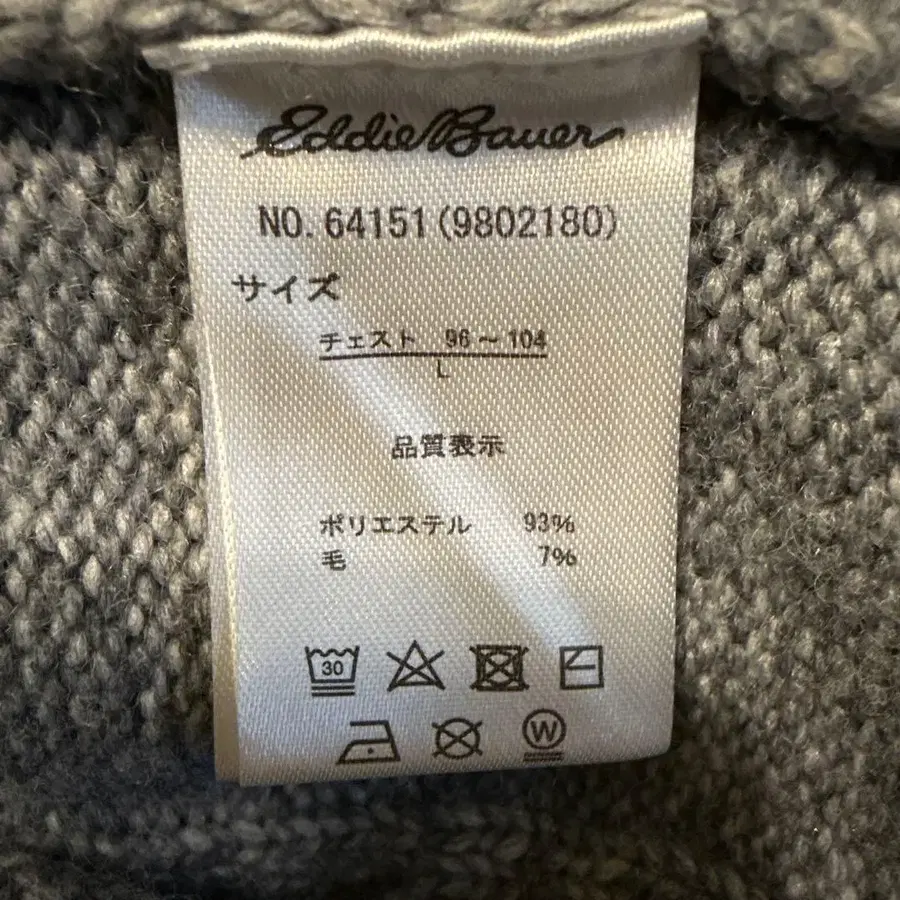 Eddie Bauer
NO. 64151(9802180)
サイズ
チェスト 96～104
L
品質表示
ポリエステル 93%
毛 7%
30
W